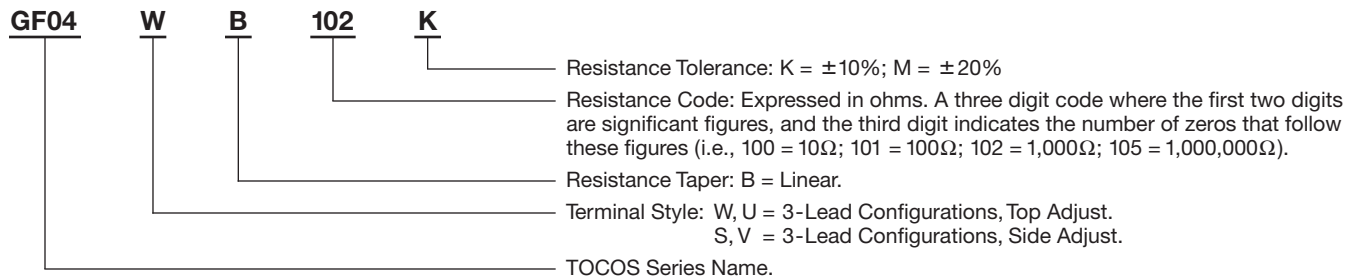 GF04 W B 102 K
Resistance Tolerance: K = ±10%; M = ±20%
Resistance Code: Expressed in ohms. A three digit code where the first two digits
are significant figures, and the third digit indicates the number of zeros that follow
these figures (i.e., 100 = 10Ω; 101 = 100Ω; 102 = 1,000Ω; 105 = 1,000,000Ω).
Resistance Taper: B = Linear.
Terminal Style: W, U = 3-Lead Configurations, Top Adjust.
S, V = 3-Lead Configurations, Side Adjust.
TOCOS Series Name.